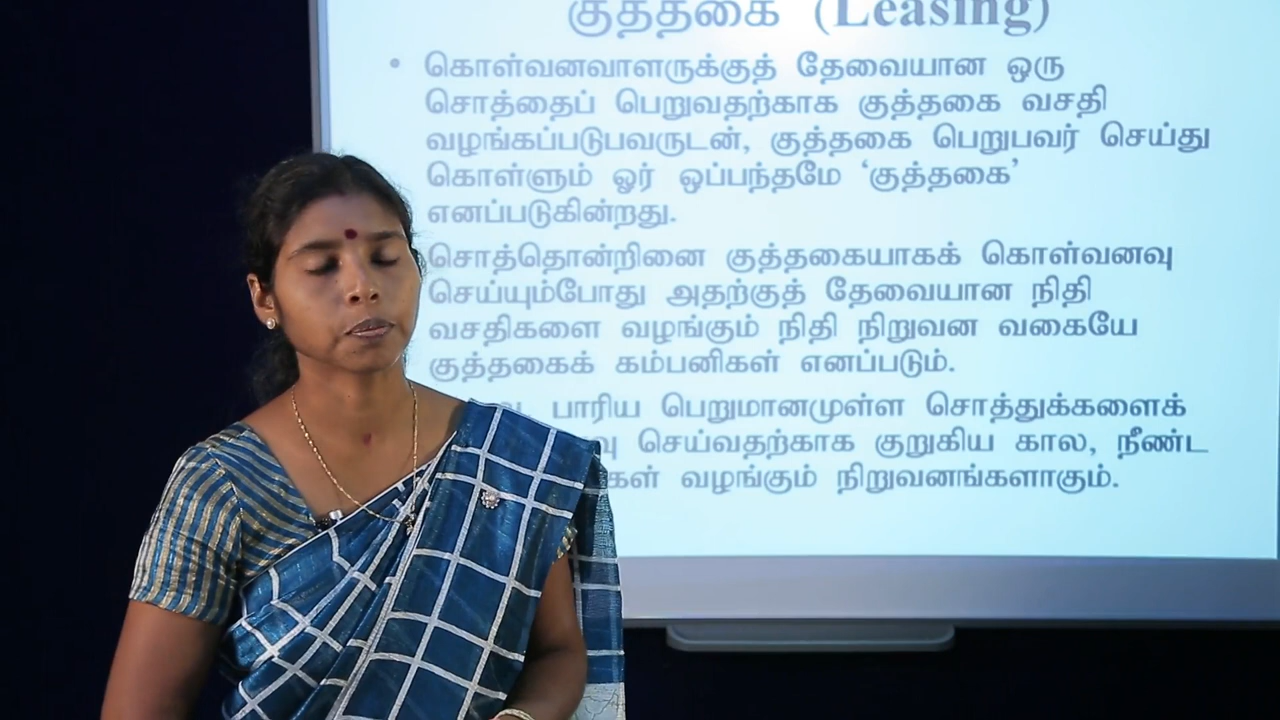 குத்தகை (Leasing)
• கொள்வனவாளருக்குத் தேவையான ஒரு
சொத்தைப் பெறுவதற்காக குத்தகை வசதி
வழங்கப்படுபவருடன், குத்தகை பெறுபவர் செய்து
கொள்ளும் ஓர் ஒப்பந்தமே ‘குத்தகை’
எனப்படுகின்றது.
சொத்தொன்றினை குத்தகையாகக் கொள்வனவு
செய்யும்போது அதற்குத் தேவையான நிதி
வசதிகளை வழங்கும் நிதி நிறுவன வகையே
குத்தகைக் கம்பனிகள் எனப்படும்.
பாரிய பெறுமானமுள்ள சொத்துக்களைக்
செய்வதற்காக குறுகிய கால, நீண்ட
வழங்கும் நிறுவனங்களாகும்.